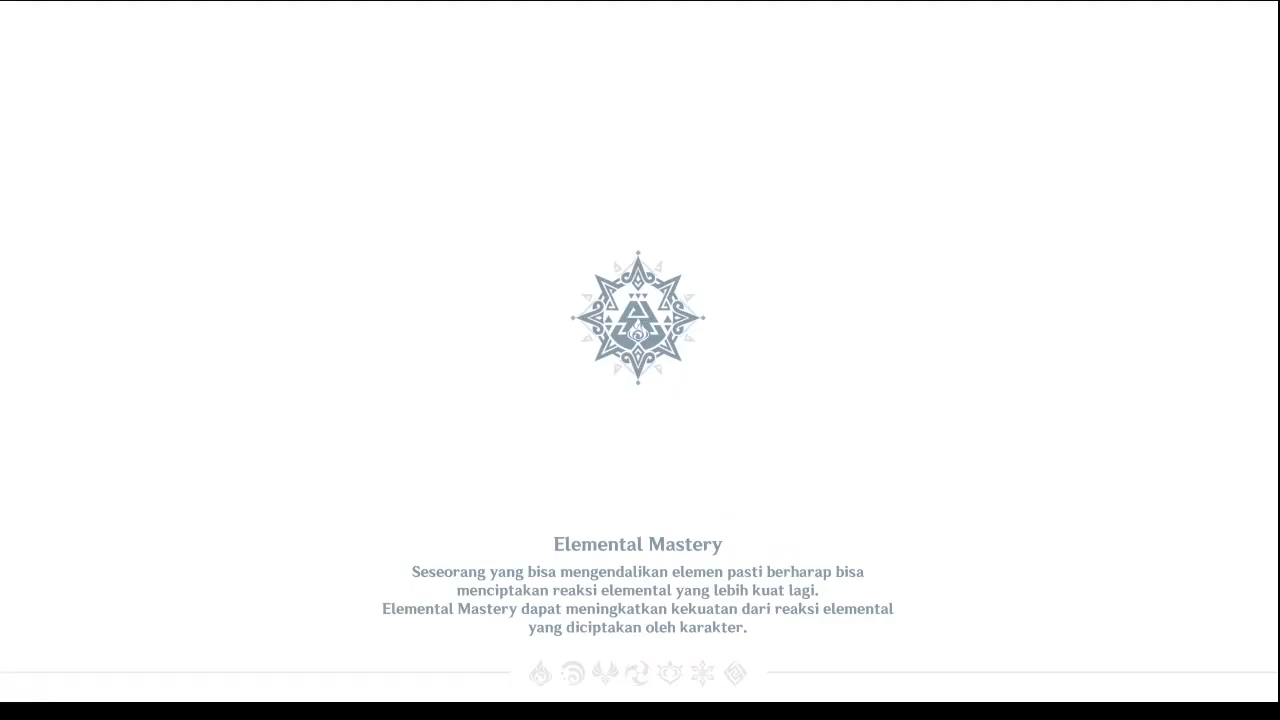 Elemental Mastery
Seseorang yang bisa mengendalikan elemen pasti berharap bisa
menciptakan reaksi elemental yang lebih kuat lagi.
Elemental Mastery dapat meningkatkan kekuatan dari reaksi elemental
yang diciptakan oleh karakter.